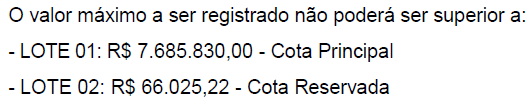 O valor máximo a ser registrado não poderá ser superior a:
- LOTE 01: R$ 7.685.830,00 - Cota Principal
- LOTE 02: R$ 66.025,22 - Cota Reservada